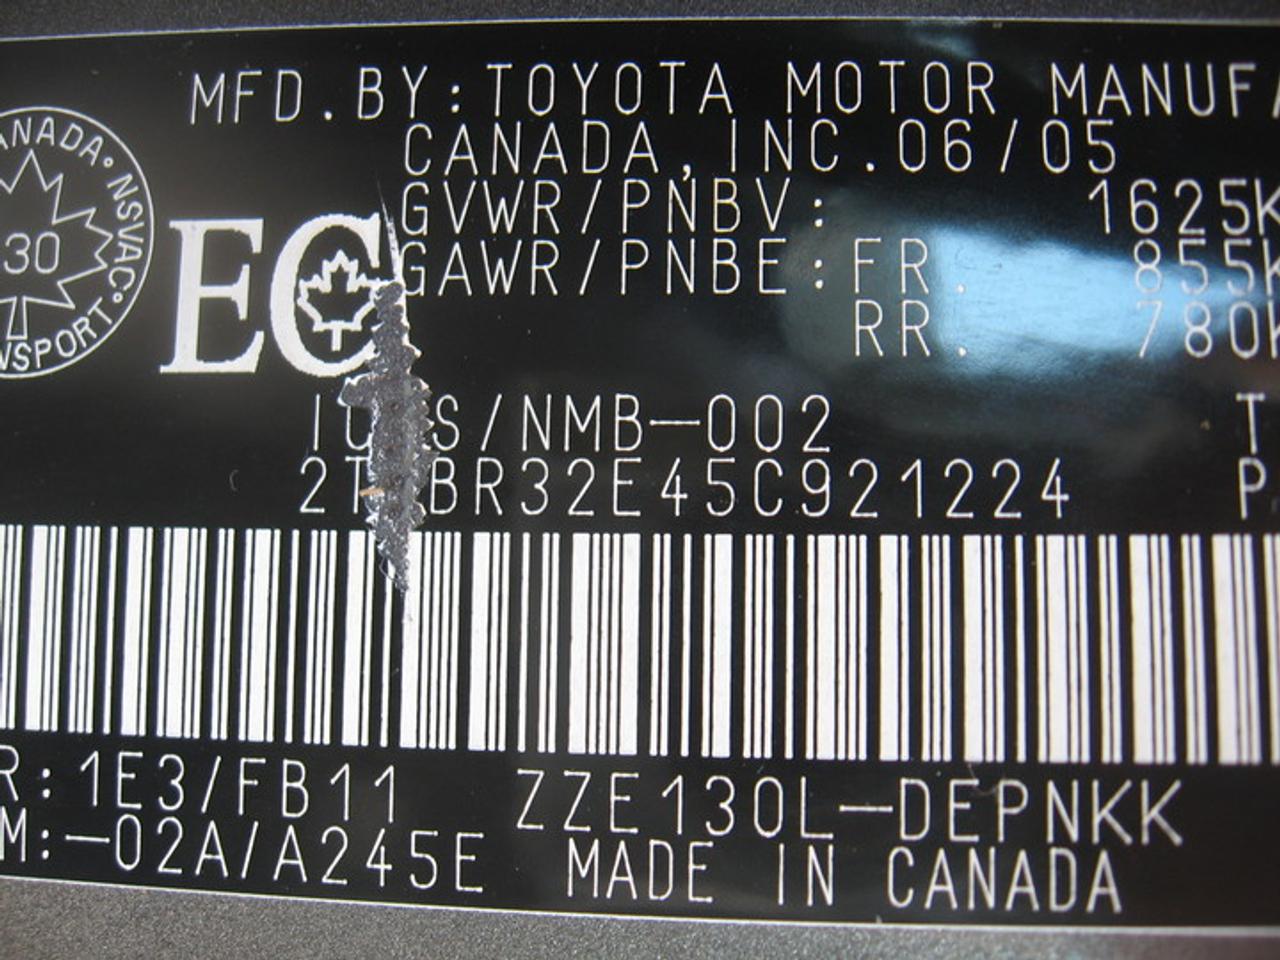 MFD.BY:TOYOTA MOTOR MANUFA
CANADA,INC.06/05
GVWR/PNBV: 1625K
GAWR/PNBE:FR. 855K
RR. 780K
CANADA • NSVAC • NSPORT
30
EC
/NMB-002 T
BR32E45C921224 P
R:1E3/FB11 ZZE130L-DEPNKK
M:-02A/A245E MADE IN CANADA